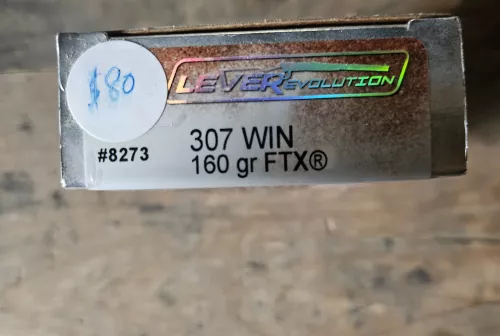 $80
LEVERevolution
#8273
307 WIN
160 gr FTX®